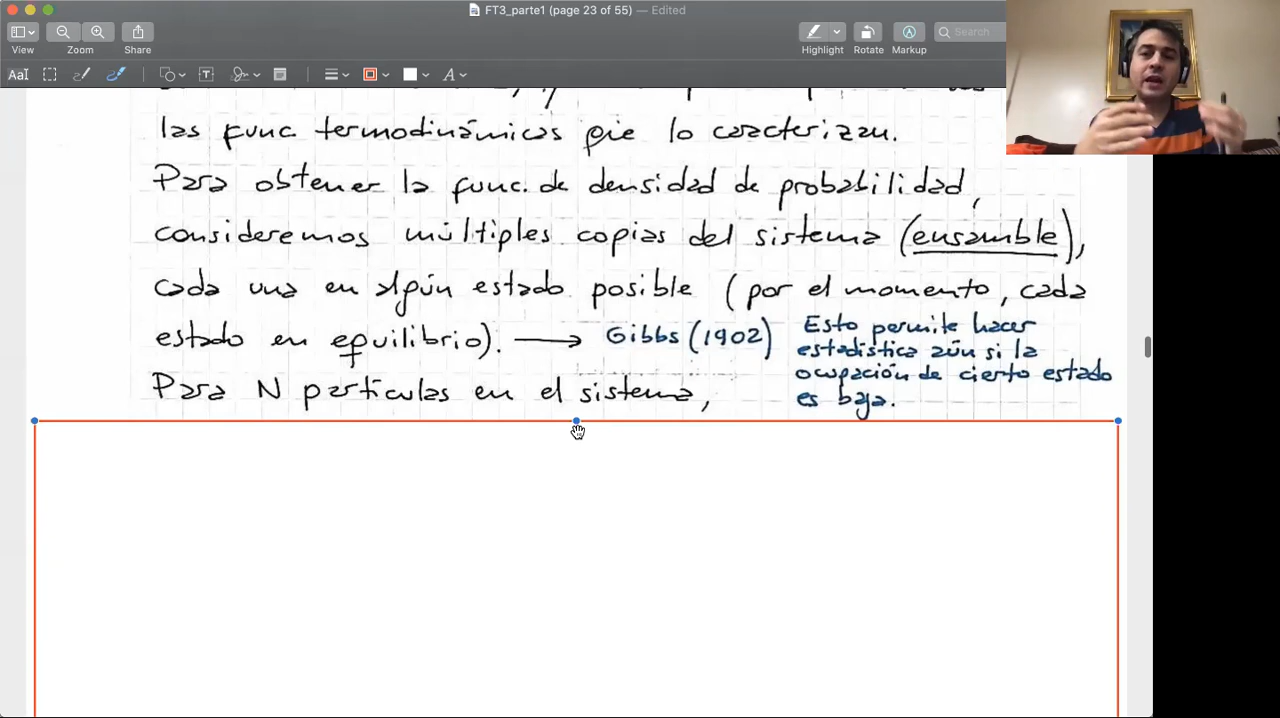 FT3_parte1 (page 23 of 55) — Edited
View
Zoom
Share
Highlight
Rotate
Markup
Search
las func termodinámicas que lo caracterizan.
Para obtener la func. de densidad de probabilidad,
consideremos múltiples copias del sistema (ensamble),
cada una en algún estado posible (por el momento, cada
estado en equilibrio). → Gibbs (1902)
Esto permite hacer
estadística aún si la
ocupación de cierto estado
es baja.
Para N partículas en el sistema,